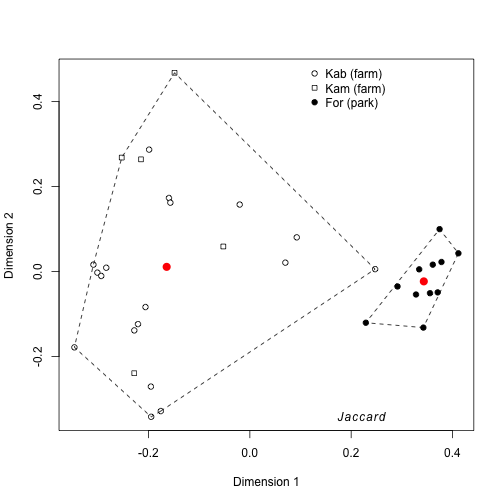 Kab (farm)
Kam (farm)
For (park)
0.4
0.2
0.0
-0.2
Dimension 2
Jaccard
-0.2 0.0 0.2 0.4
Dimension 1